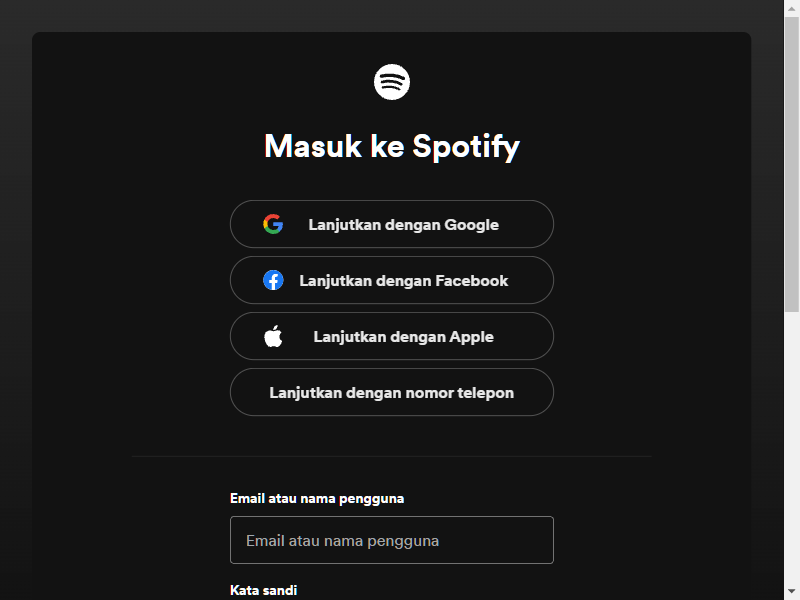 Masuk ke Spotify
Lanjutkan dengan Google
Lanjutkan dengan Facebook
Lanjutkan dengan Apple
Lanjutkan dengan nomor telepon
Email atau nama pengguna
Email atau nama pengguna
Kata sandi